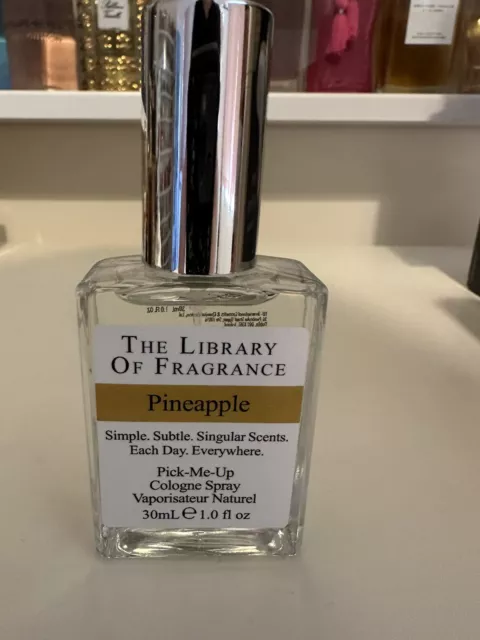 THE LIBRARY
OF FRAGRANCE
Pineapple
Simple. Subtle. Singular Scents.
Each Day. Everywhere.
Pick-Me-Up
Cologne Spray
Vaporisateur Naturel
30mL ℮ 1.0 fl oz